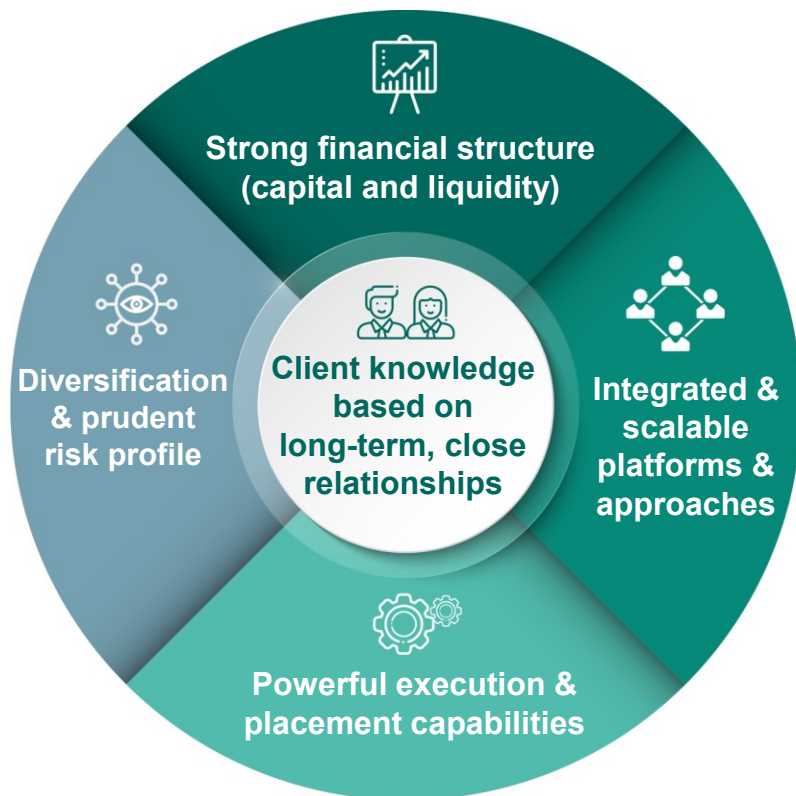 Strong financial structure
(capital and liquidity)
Diversification
& prudent
risk profile
Client knowledge
based on
long-term, close
relationships
Integrated &
scalable
platforms &
approaches
Powerful execution &
placement capabilities